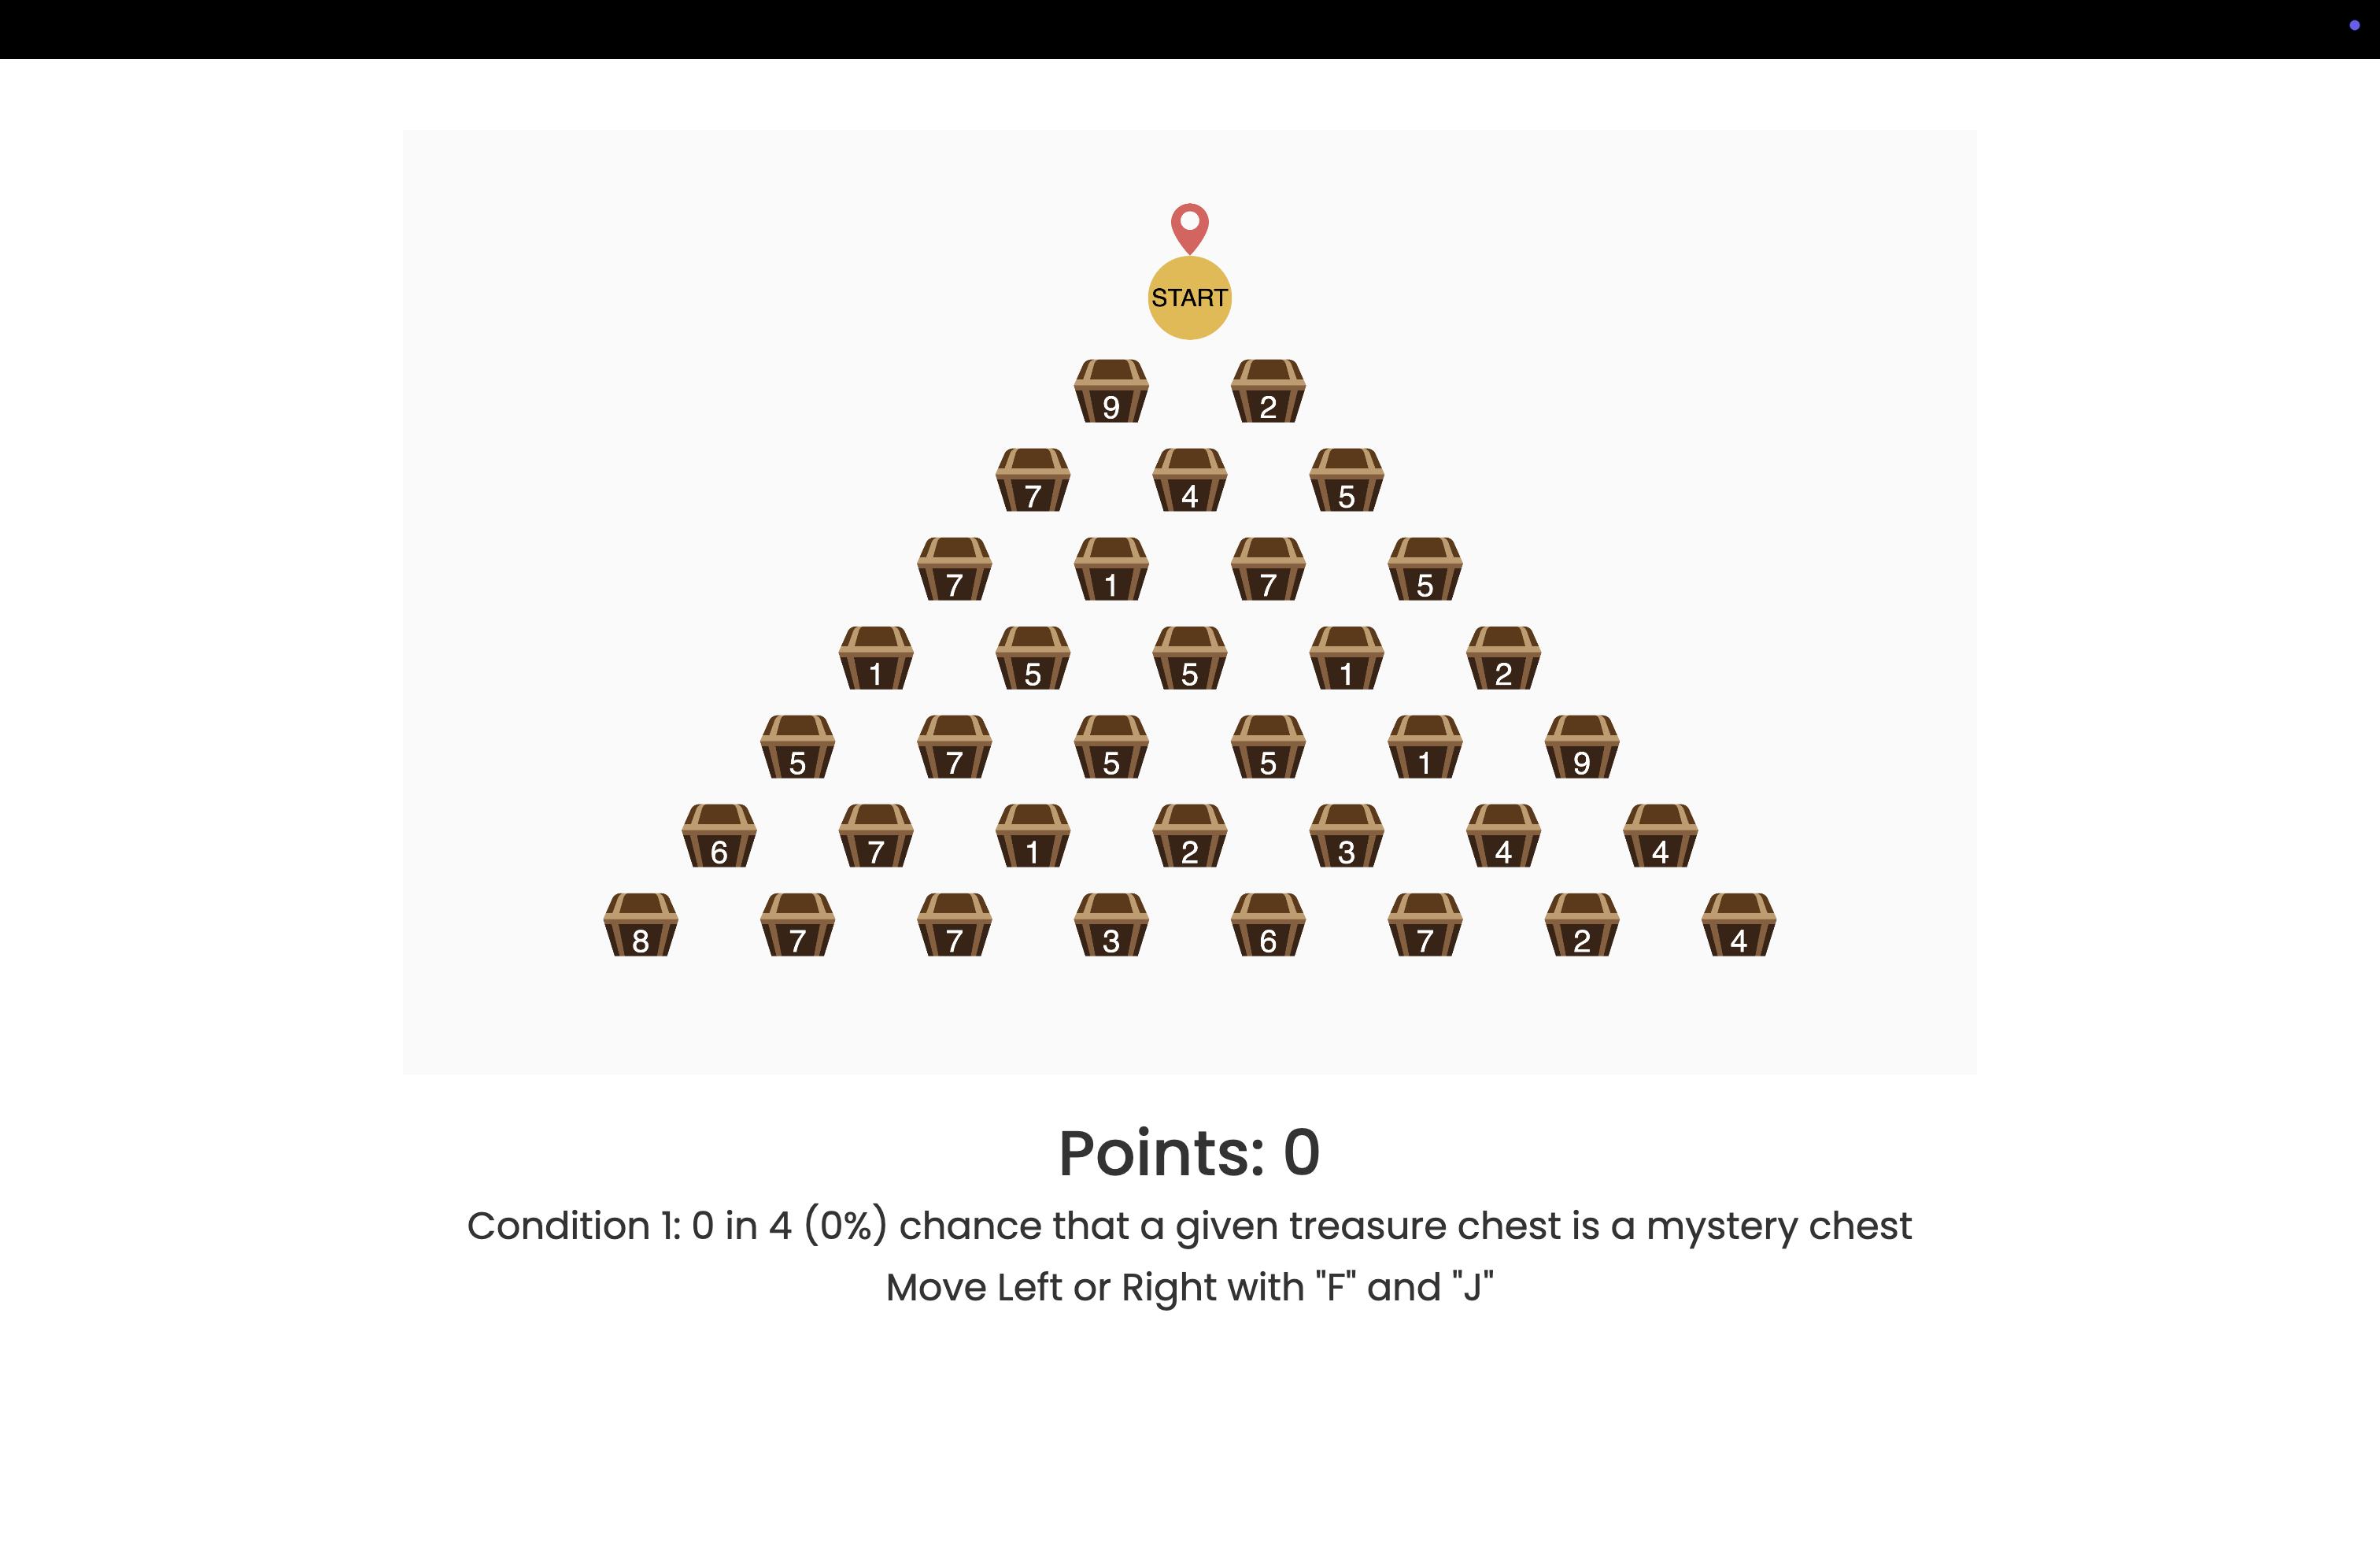 START
9 2
7 4 5
7 1 7 5
1 5 5 1 2
5 7 5 5 1 9
6 7 1 2 3 4 4
8 7 7 3 6 7 2 4
Points: 0
Condition 1: 0 in 4 (0%) chance that a given treasure chest is a mystery chest
Move Left or Right with "F" and "J"